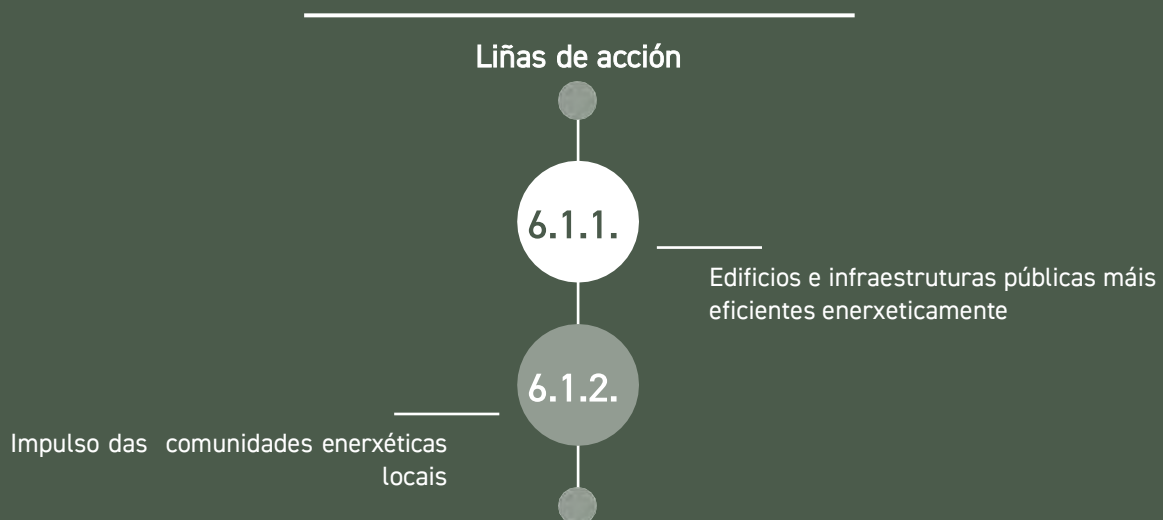 Liñas de acción
6.1.1.
Edificios e infraestruturas públicas máis
eficientes enerxeticamente
6.1.2.
Impulso das comunidades enerxéticas
locais